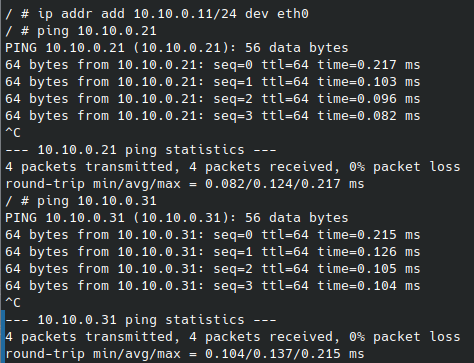 / # ip addr add 10.10.0.11/24 dev eth0
/ # ping 10.10.0.21
PING 10.10.0.21 (10.10.0.21): 56 data bytes
64 bytes from 10.10.0.21: seq=0 ttl=64 time=0.217 ms
64 bytes from 10.10.0.21: seq=1 ttl=64 time=0.103 ms
64 bytes from 10.10.0.21: seq=2 ttl=64 time=0.096 ms
64 bytes from 10.10.0.21: seq=3 ttl=64 time=0.082 ms
^C
--- 10.10.0.21 ping statistics ---
4 packets transmitted, 4 packets received, 0% packet loss
round-trip min/avg/max = 0.082/0.124/0.217 ms
/ # ping 10.10.0.31
PING 10.10.0.31 (10.10.0.31): 56 data bytes
64 bytes from 10.10.0.31: seq=0 ttl=64 time=0.215 ms
64 bytes from 10.10.0.31: seq=1 ttl=64 time=0.126 ms
64 bytes from 10.10.0.31: seq=2 ttl=64 time=0.105 ms
64 bytes from 10.10.0.31: seq=3 ttl=64 time=0.104 ms
^C
--- 10.10.0.31 ping statistics ---
4 packets transmitted, 4 packets received, 0% packet loss
round-trip min/avg/max = 0.104/0.137/0.215 ms